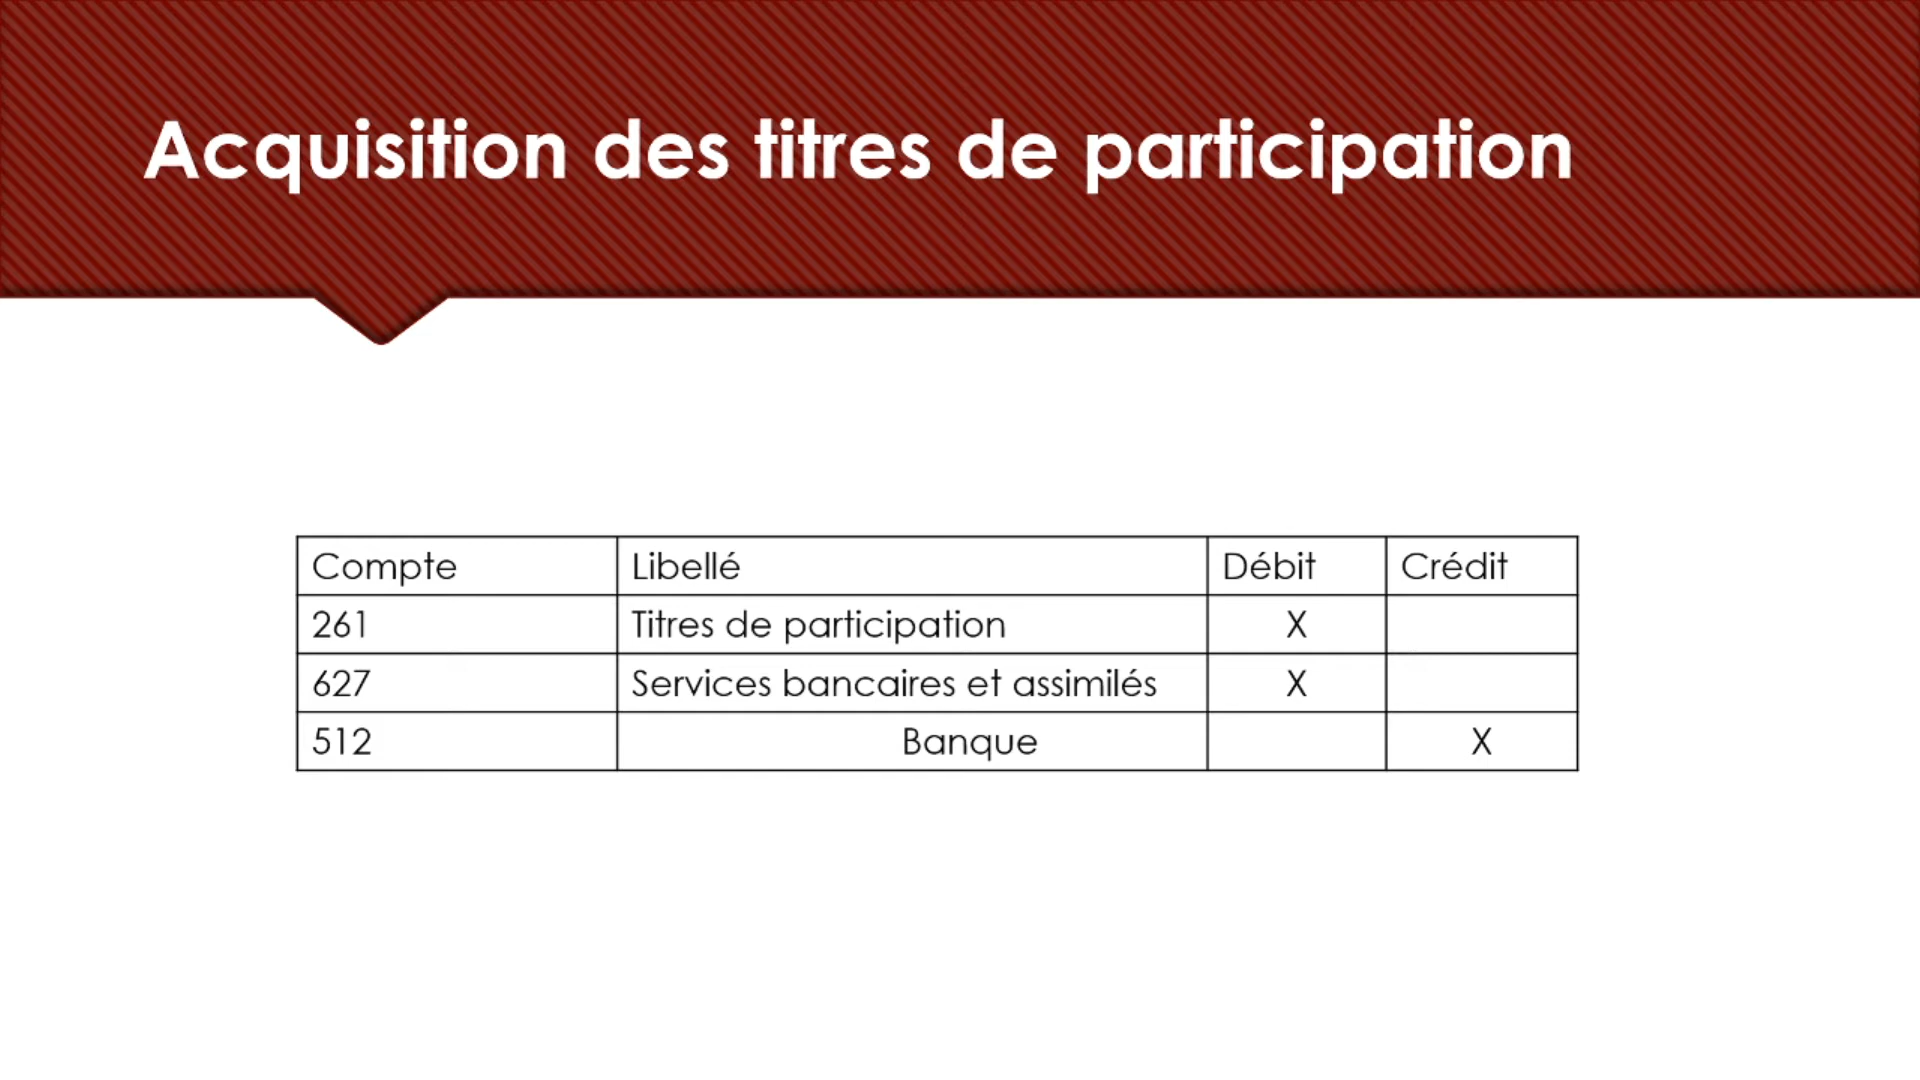 Acquisition des titres de participation
Compte Libellé Débit Crédit
261 Titres de participation X
627 Services bancaires et assimilés X
512 Banque X